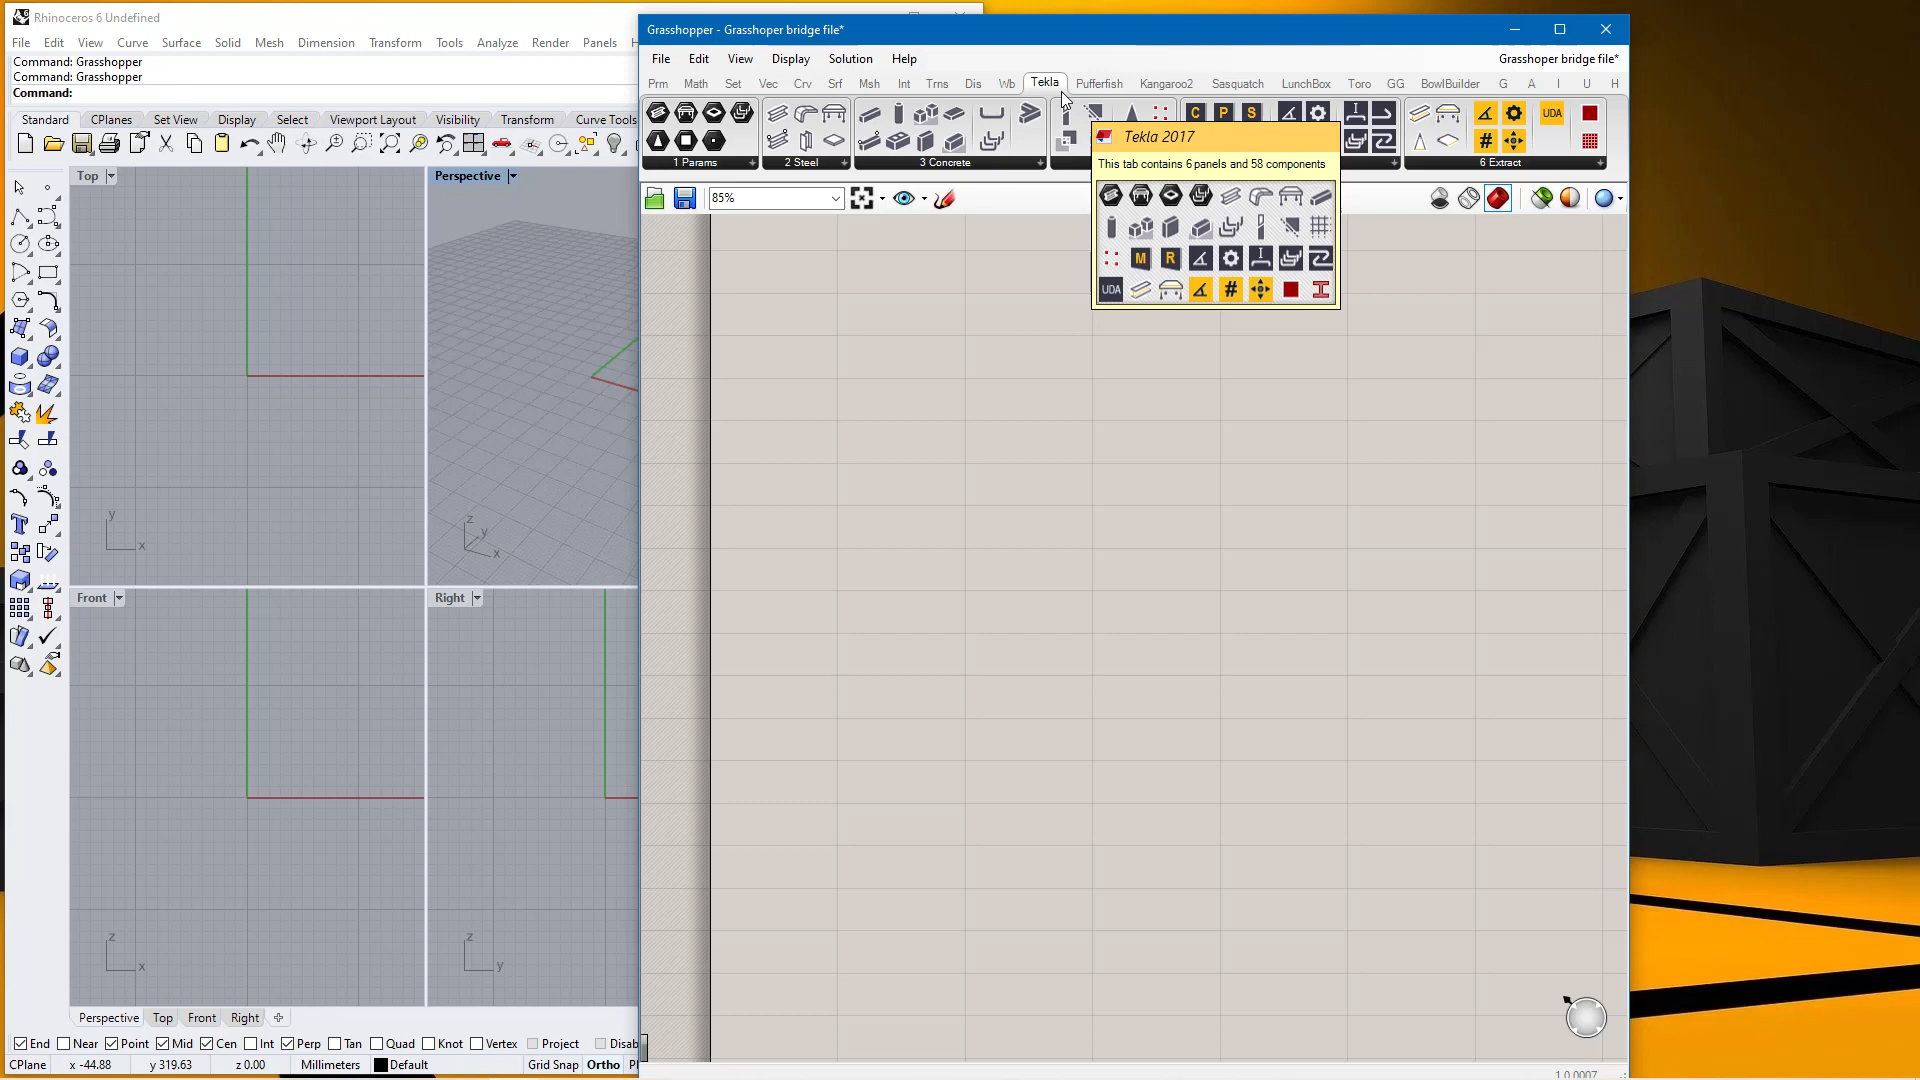 Rhinoceros 6 Undefined
File Edit View Curve Surface Solid Mesh Dimension Transform Tools Analyze Render Panels H
Command: Grasshopper
Command: Grasshopper
Command:
Standard CPlanes Set View Display Select Viewport Layout Visibility Transform Curve Tools
Top
Perspective
y
x
z
y
x
Front
Right
z
x
z
y
Perspective Top Front Right
End Near Point Mid Cen Int Perp Tan Quad Knot Vertex Project Disab
CPlane x -44.88 y 319.63 z 0.00 Millimeters Default Grid Snap Ortho
Grasshopper - Grasshoper bridge file*
File Edit View Display Solution Help Grasshoper bridge file*
Prm Math Set Vec Crv Srf Msh Int Trns Dis Wb Tekla Pufferfish Kangaroo2 Sasquatch LunchBox Toro GG BowlBuilder G A I U H
C P S # UDA
1 Params 2 Steel 3 Concrete 6 Extract
Tekla 2017
This tab contains 6 panels and 58 components
M R
UDA #
85%
1.0.0007